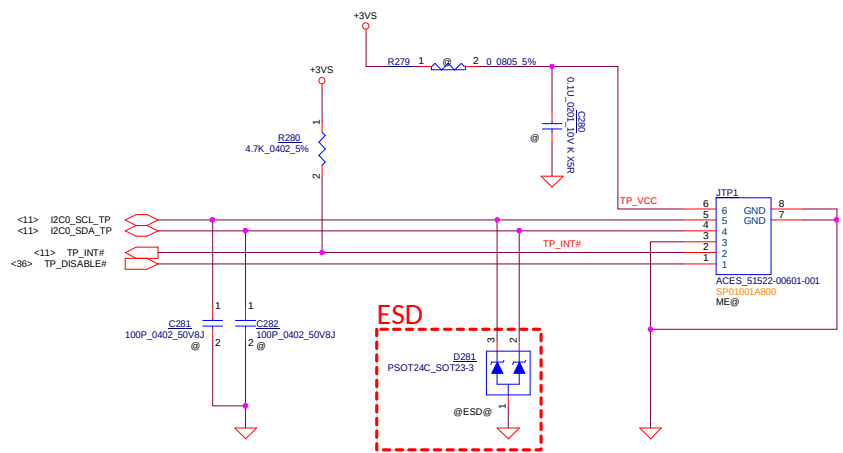 +3VS
R279 1 @ 2 0_0805_5%
+3VS
0.1U_0201_10V K X5R
C280
@
1
R280
4.7K_0402_5%
2
JTP1
TP_VCC 6 6 GND 8
<11> I2C0_SCL_TP 5 5 GND 7
<11> I2C0_SDA_TP 4 4
3 3
<11> TP_INT# TP_INT# 2 2
<36> TP_DISABLE# 1 1
ACES_51522-00601-001
SP01001A800
ME@
1 1
C281 C282
100P_0402_50V8J 100P_0402_50V8J
2 2
@ @
ESD
3 2
D281
PSOT24C_SOT23-3
1
@ESD@